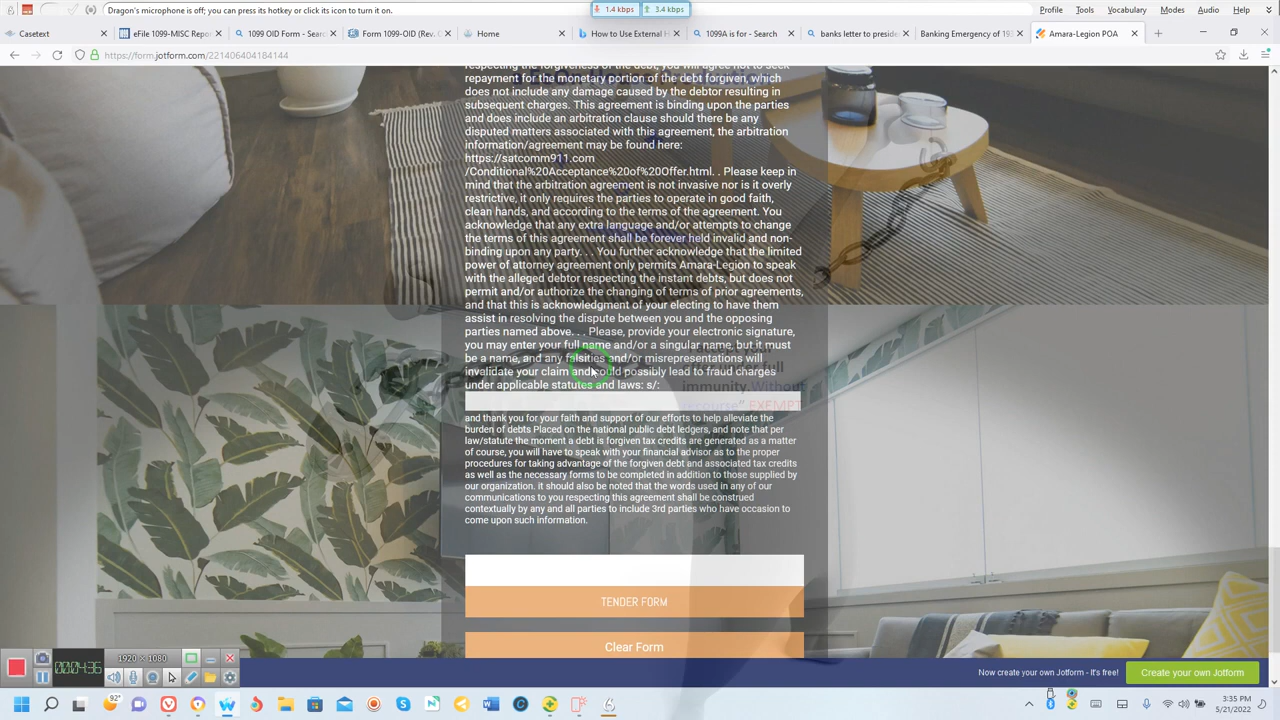 Dragon's microphone is off; you can press its hotkey or click its image to turn it on.
1.4 kbps
3.4 kbps
Profile Tools Vocabulary Modes Audio Help
Casetext
eFile 1099-MISC Repor
1099 OID Form - Search
Form 1099-OID (Rev. O
Home
How to Use External H
1099A is for - Search
banks letter to preside
Banking Emergency of 193
Amara-Legion POA
https://form.jotform.com/221406404184144
respecting the forgiveness of the debt, you will agree not to seek
repayment for the monetary portion of the debt forgiven, which
does not include any damage caused by the debtor resulting in
subsequent charges. This agreement is binding upon the parties
and does include an arbitration clause should there be any
disputed matters associated with this agreement, the arbitration
information/agreement may be found here:
https://satcomm911.com
/Conditional%20Acceptance%20of%20Offer.html. . Please keep in
mind that the arbitration agreement is not invasive nor is it overly
restrictive, it only requires the parties to operate in good faith,
clean hands, and according to the terms of the agreement. You
acknowledge that any extra language and/or attempts to change
the terms of this agreement shall be forever held invalid and non-
binding upon any party. . . You further acknowledge that the limited
power of attorney agreement only permits Amara-Legion to speak
with the alleged debtor respecting the instant debts, but does not
permit and/or authorize the changing of terms of prior agreements,
and that this is acknowledgment of your electing to have them
assist in resolving the dispute between you and the opposing
parties named above. . . Please, provide your electronic signature,
you may enter your full name and/or a singular name, but it must
be a name, and any falsities and/or misrepresentations will
invalidate your claim and could possibly lead to fraud charges
under applicable statutes and laws: s/:
I accept your
under full
immunity. Without
recourse" EXEMPT
and thank you for your faith and support of our efforts to help alleviate the
burden of debts Placed on the national public debt ledgers, and note that per
law/statute the moment a debt is forgiven tax credits are generated as a matter
of course, you will have to speak with your financial advisor as to the proper
procedures for taking advantage of the forgiven debt and associated tax credits
as well as the necessary forms to be completed in addition to those supplied by
our organization. it should also be noted that the words used in any of our
communications to you respecting this agreement shall be construed
contextually by any and all parties to include 3rd parties who have occasion to
come upon such information.
TENDER FORM
Clear Form
1920 × 1080
Now create your own Jotform - It's free!
Create your own Jotform
92°
3:35 PM
5/21/2022